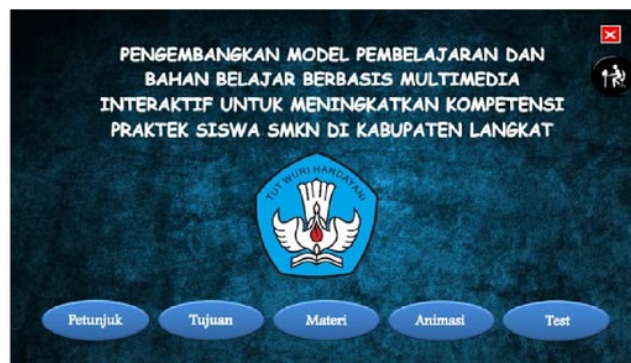 PENGEMBANGKAN MODEL PEMBELAJARAN DAN
BAHAN BELAJAR BERBASIS MULTIMEDIA
INTERAKTIF UNTUK MENINGKATKAN KOMPETENSI
PRAKTEK SISWA SMKN DI KABUPATEN LANGKAT
TUT WURI HANDAYANI
Petunjuk
Tujuan
Materi
Animasi
Test